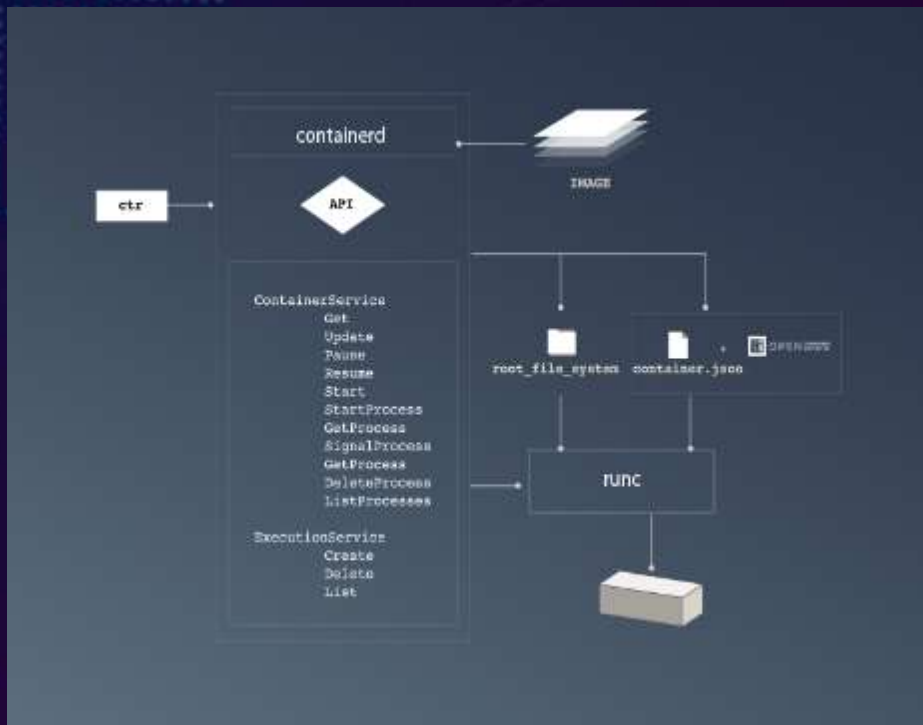 containerd
IMAGE
ctr
API
ContainerService
Get
Update
Pause
Resume
Start
StartProcess
GetProcess
SignalProcess
GetProcess
DeleteProcess
ListProcesses
ExecutionService
Create
Delete
List
root_file_system
container.json
OPEN
runc